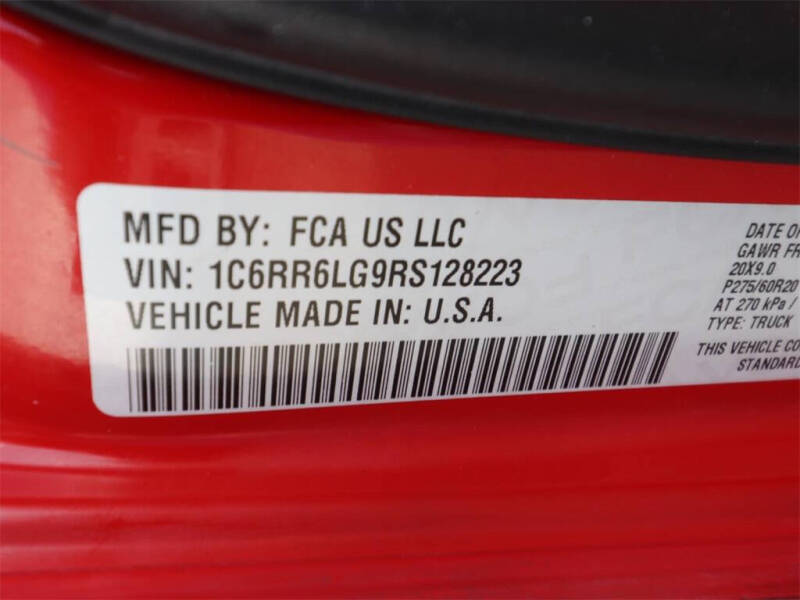 MFD BY: FCA US LLC
VIN: 1C6RR6LG9RS128223
VEHICLE MADE IN: U.S.A.
DATE OF
GAWR FR
20X9.0
P275/60R20
AT 270 kPa /
TYPE: TRUCK
THIS VEHICLE CO
STANDARD